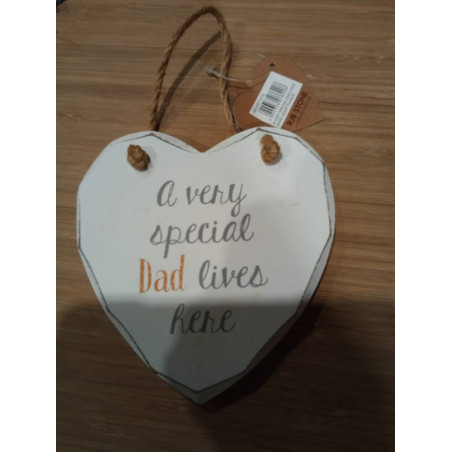 A very
special
Dad lives
here